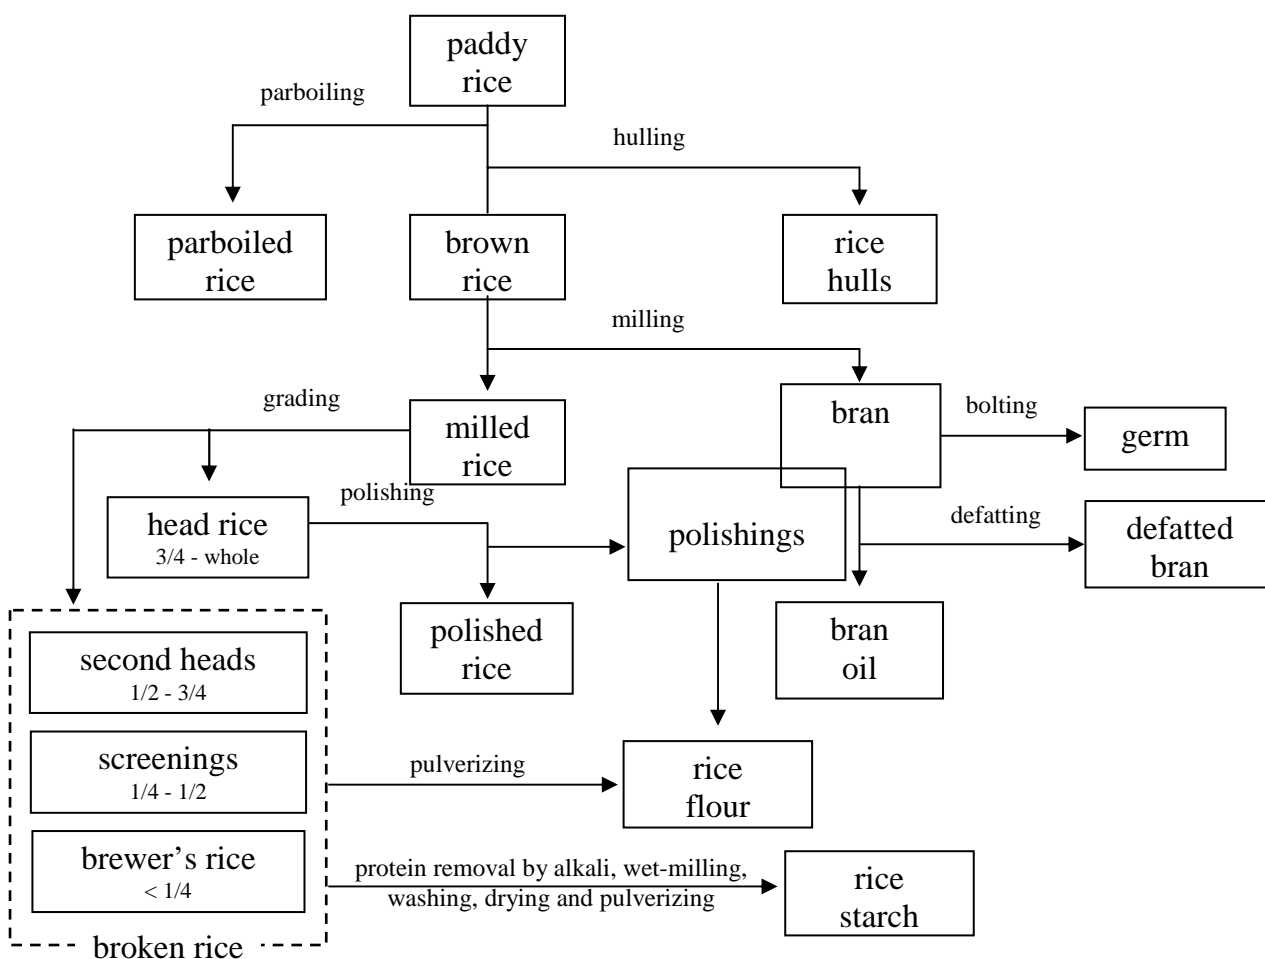 paddy
rice
parboiling
hulling
parboiled
rice
brown
rice
rice
hulls
milling
grading
milled
rice
bran
bolting
germ
polishing
head rice
3/4 - whole
polishings
defatting
defatted
bran
polished
rice
bran
oil
second heads
1/2 - 3/4
screenings
1/4 - 1/2
pulverizing
rice
flour
brewer’s rice
< 1/4
protein removal by alkali, wet-milling,
washing, drying and pulverizing
rice
starch
broken rice